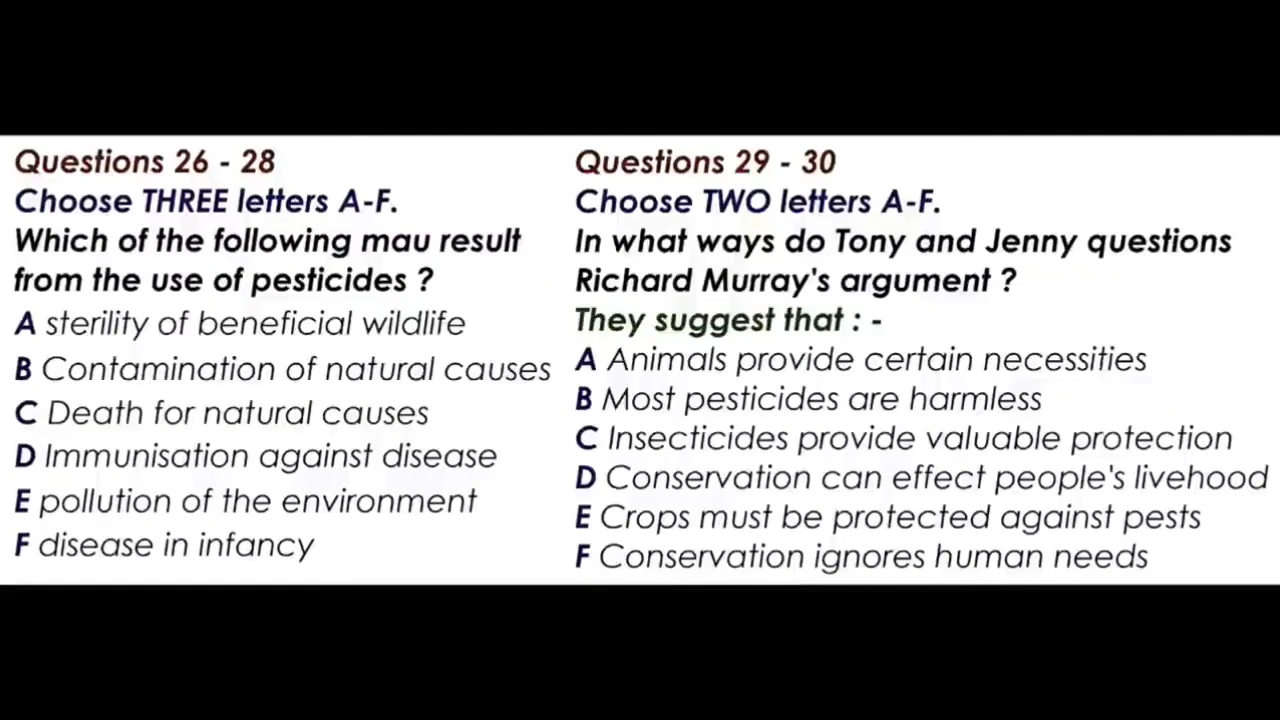 Questions 26 - 28
Choose THREE letters A-F.
Which of the following mau result
from the use of pesticides ?
A sterility of beneficial wildlife
B Contamination of natural causes
C Death for natural causes
D Immunisation against disease
E pollution of the environment
F disease in infancy
Questions 29 - 30
Choose TWO letters A-F.
In what ways do Tony and Jenny questions
Richard Murray's argument ?
They suggest that : -
A Animals provide certain necessities
B Most pesticides are harmless
C Insecticides provide valuable protection
D Conservation can effect people's livehood
E Crops must be protected against pests
F Conservation ignores human needs